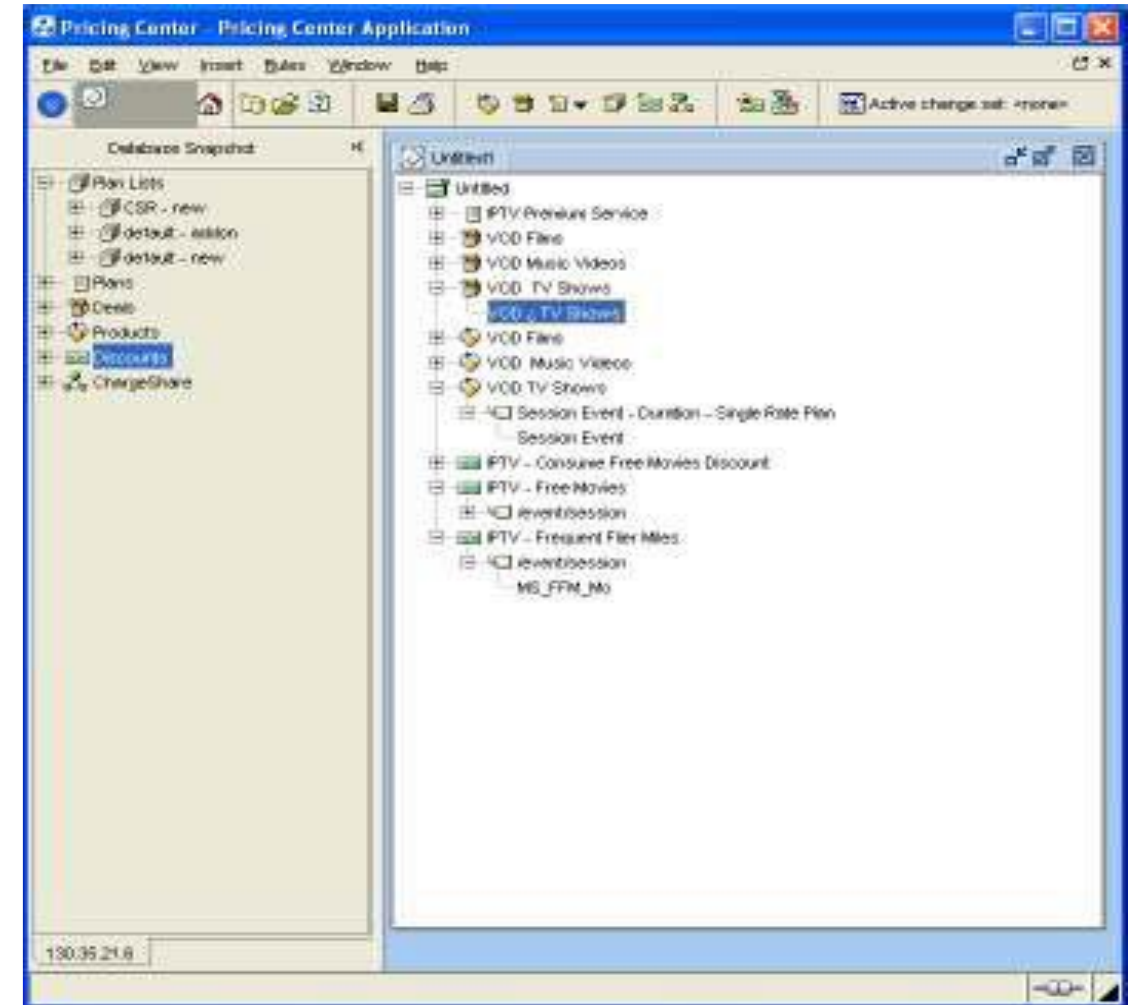 Pricing Center - Pricing Center Application
File Edit View Insert Rules Window Help
Active change set: <none>
Database Snapshot
Plan Lists
CSR - new
default - addon
default - new
Plans
Deals
Products
Discounts
ChargeShare
130.35.21.6
Untitled1
Untitled
IPTV Premium Service
VOD Films
VOD Music Videos
VOD TV Shows
VOD ¿ TV Shows
VOD Films
VOD Music Videos
VOD TV Shows
Session Event - Duration - Single Rate Plan
Session Event
IPTV - Consume Free Movies Discount
IPTV - Free Movies
/event/session
IPTV - Frequent Flier Miles
/event/session
MS_FFM_Mo